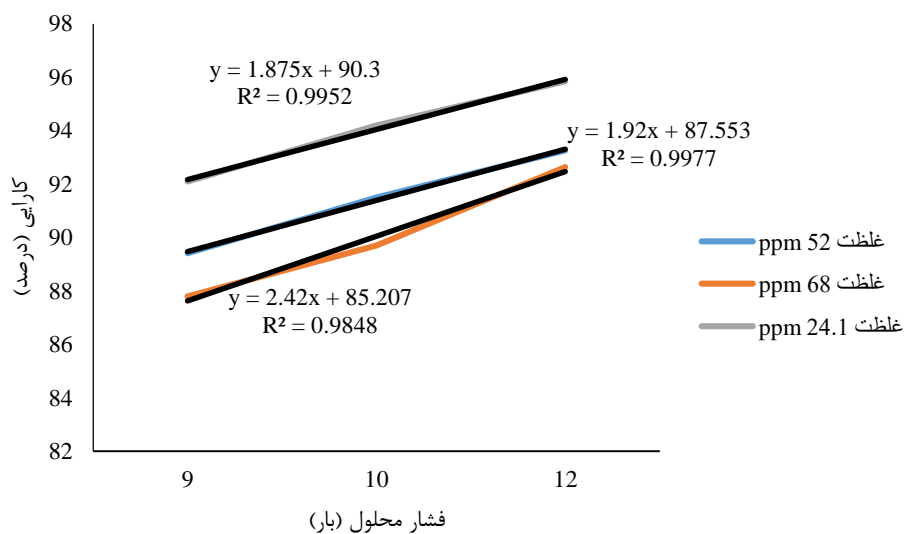 98
96
94
92
90
88
86
84
82
کارایی (درصد)
y = 1.875x + 90.3
R² = 0.9952
y = 1.92x + 87.553
R² = 0.9977
y = 2.42x + 85.207
R² = 0.9848
9
10
12
فشار محلول (بار)
غلظت 52 ppm
غلظت 68 ppm
غلظت 24.1 ppm